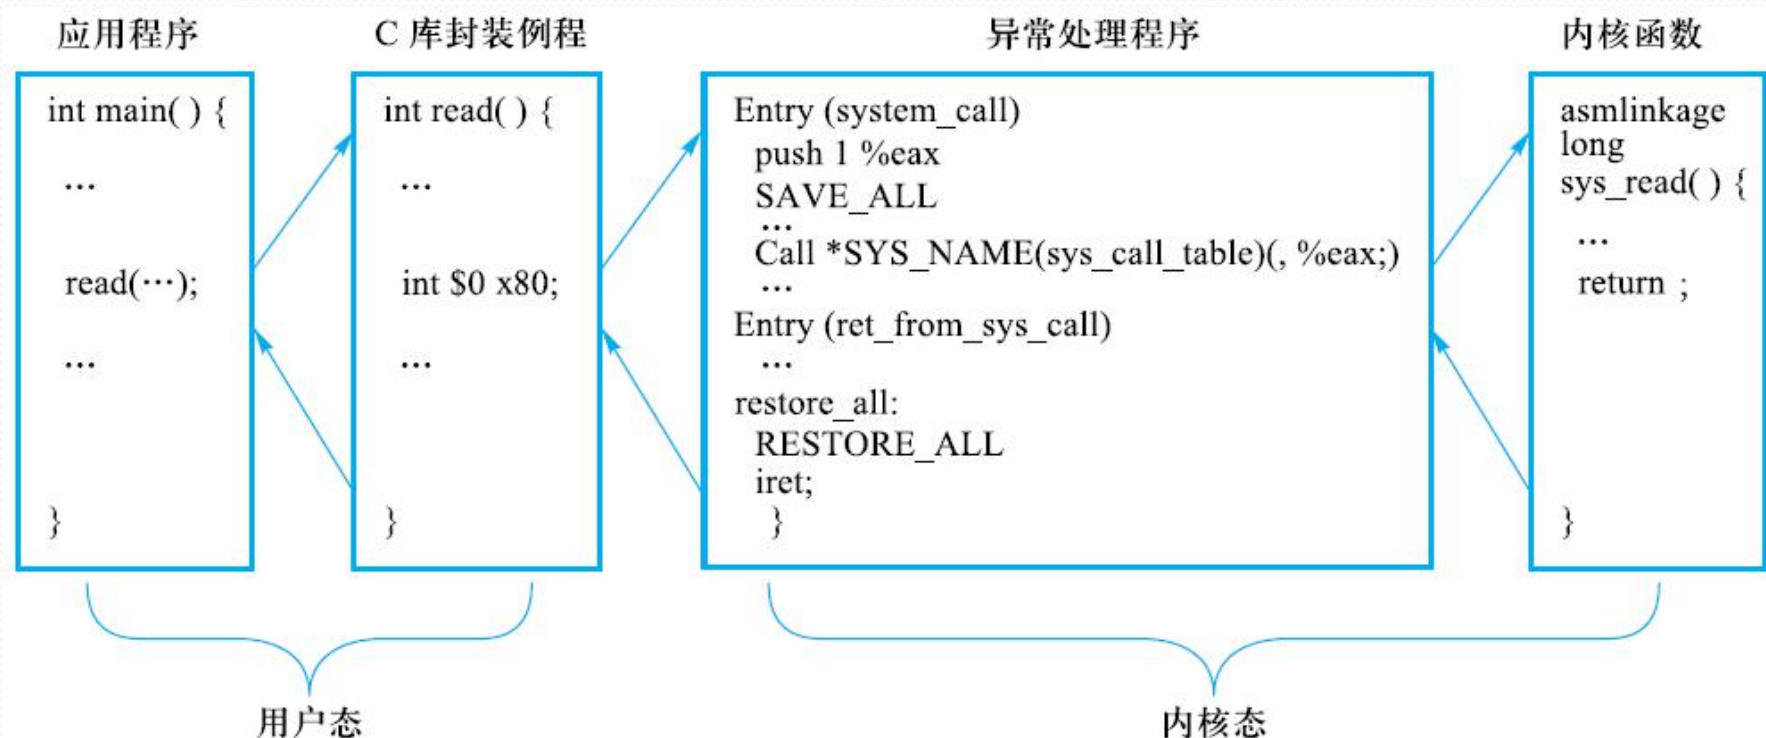 应用程序
int main( ) {
...
read(···);
...
}
C 库封装例程
int read( ) {
...
int $0 x80;
...
}
异常处理程序
Entry (system_call)
push 1 %eax
SAVE_ALL
...
Call *SYS_NAME(sys_call_table)(, %eax;)
...
Entry (ret_from_sys_call)
...
restore_all:
RESTORE_ALL
iret;
}
内核函数
asmlinkage
long
sys_read( ) {
...
return ;
}
用户态
内核态